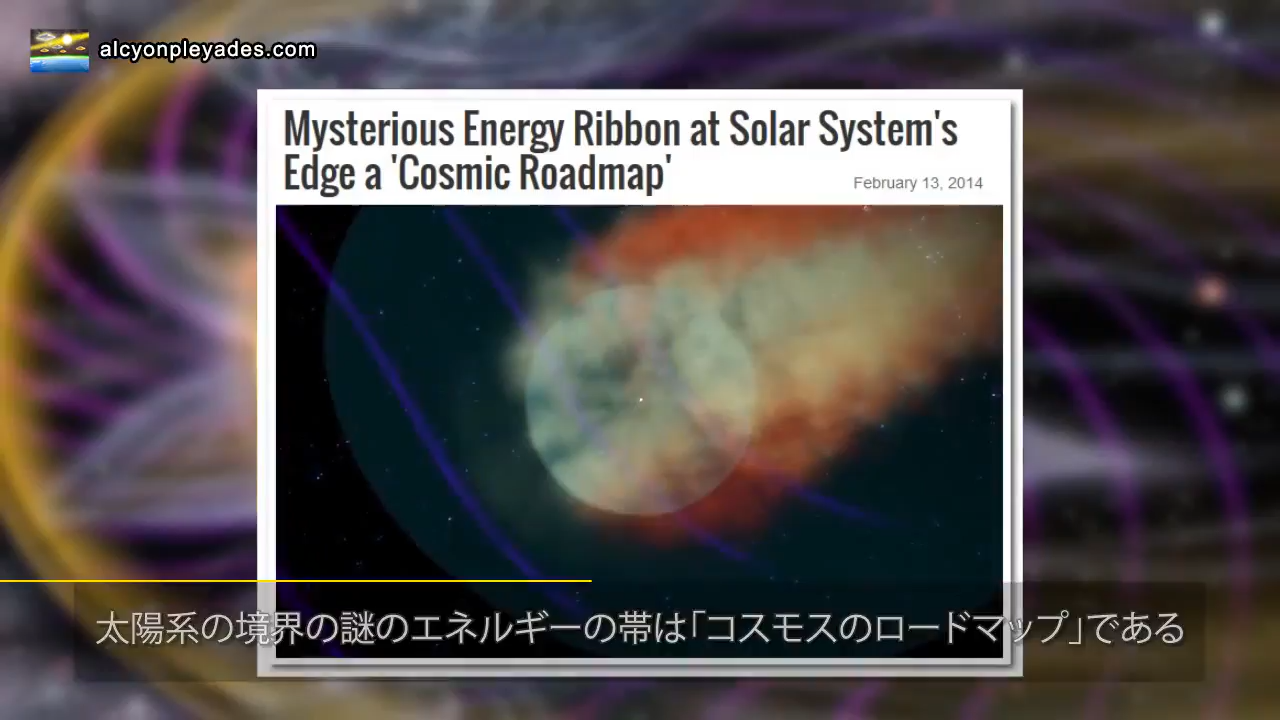 alcyonpleyades.com
Mysterious Energy Ribbon at Solar System's
Edge a 'Cosmic Roadmap'
February 13, 2014
太陽系の境界の謎のエネルギーの帯は「コスモスのロードマップ」である